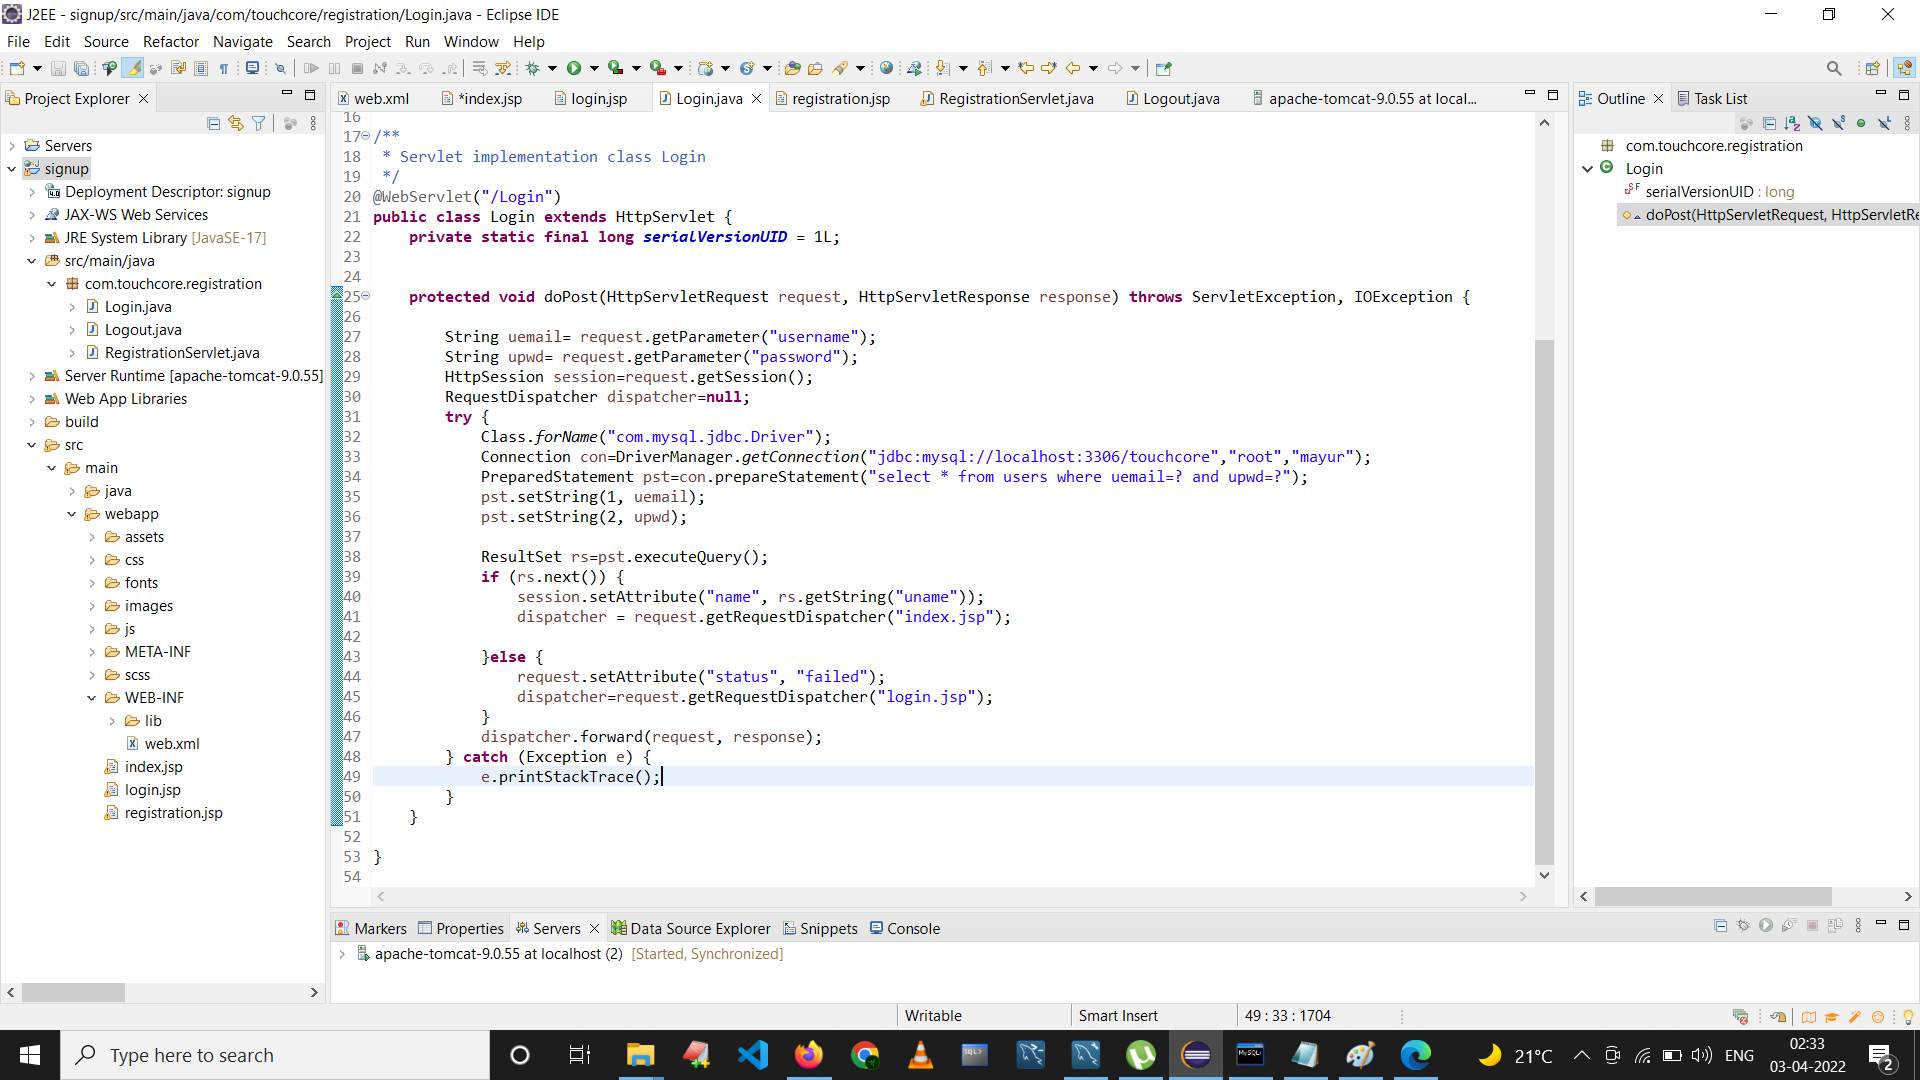 J2EE - signup/src/main/java/com/touchcore/registration/Login.java - Eclipse IDE
File Edit Source Refactor Navigate Search Project Run Window Help
Project Explorer
Servers
signup
Deployment Descriptor: signup
JAX-WS Web Services
JRE System Library [JavaSE-17]
src/main/java
com.touchcore.registration
Login.java
Logout.java
RegistrationServlet.java
Server Runtime [apache-tomcat-9.0.55]
Web App Libraries
build
src
main
java
webapp
assets
css
fonts
images
js
META-INF
scss
WEB-INF
lib
web.xml
index.jsp
login.jsp
registration.jsp
web.xml *index.jsp login.jsp Login.java registration.jsp RegistrationServlet.java Logout.java apache-tomcat-9.0.55 at local...
16
17 /**
18 * Servlet implementation class Login
19 */
20 @WebServlet("/Login")
21 public class Login extends HttpServlet {
22 private static final long serialVersionUID = 1L;
23
24
25 protected void doPost(HttpServletRequest request, HttpServletResponse response) throws ServletException, IOException {
26
27 String uemail= request.getParameter("username");
28 String upwd= request.getParameter("password");
29 HttpSession session=request.getSession();
30 RequestDispatcher dispatcher=null;
31 try {
32 Class.forName("com.mysql.jdbc.Driver");
33 Connection con=DriverManager.getConnection("jdbc:mysql://localhost:3306/touchcore","root","mayur");
34 PreparedStatement pst=con.prepareStatement("select * from users where uemail=? and upwd=?");
35 pst.setString(1, uemail);
36 pst.setString(2, upwd);
37
38 ResultSet rs=pst.executeQuery();
39 if (rs.next()) {
40 session.setAttribute("name", rs.getString("uname"));
41 dispatcher = request.getRequestDispatcher("index.jsp");
42
43 }else {
44 request.setAttribute("status", "failed");
45 dispatcher=request.getRequestDispatcher("login.jsp");
46 }
47 dispatcher.forward(request, response);
48 } catch (Exception e) {
49 e.printStackTrace();
50 }
51 }
52
53 }
54
Outline Task List
com.touchcore.registration
Login
serialVersionUID : long
doPost(HttpServletRequest, HttpServletRe
Markers Properties Servers Data Source Explorer Snippets Console
apache-tomcat-9.0.55 at localhost (2) [Started, Synchronized]
Writable Smart Insert 49 : 33 : 1704
Type here to search
21°C ENG
02:33
03-04-2022
2